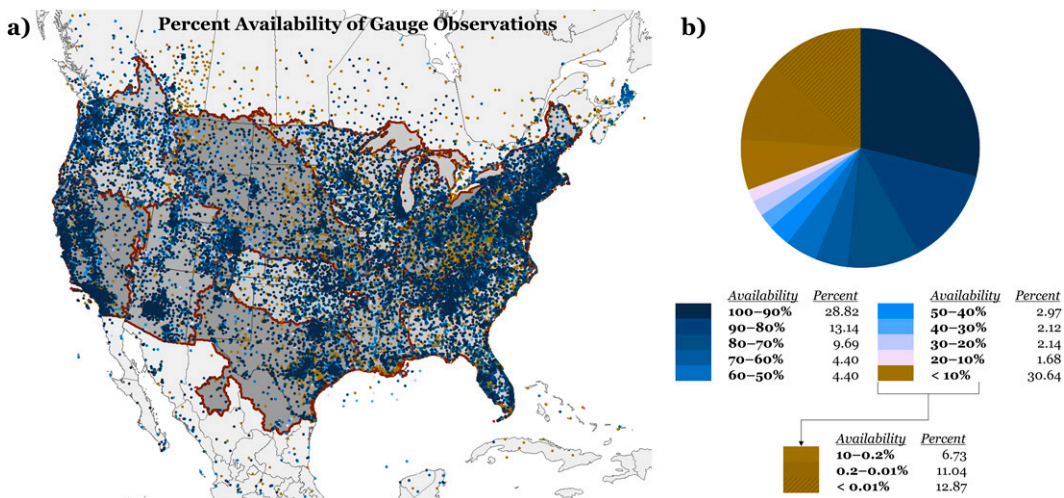 a)
Percent Availability of Gauge Observations
b)
Availability Percent
100–90% 28.82
90–80% 13.14
80–70% 9.69
70–60% 4.40
60–50% 4.40
Availability Percent
50–40% 2.97
40–30% 2.12
30–20% 2.14
20–10% 1.68
< 10% 30.64
Availability Percent
10–0.2% 6.73
0.2–0.01% 11.04
< 0.01% 12.87